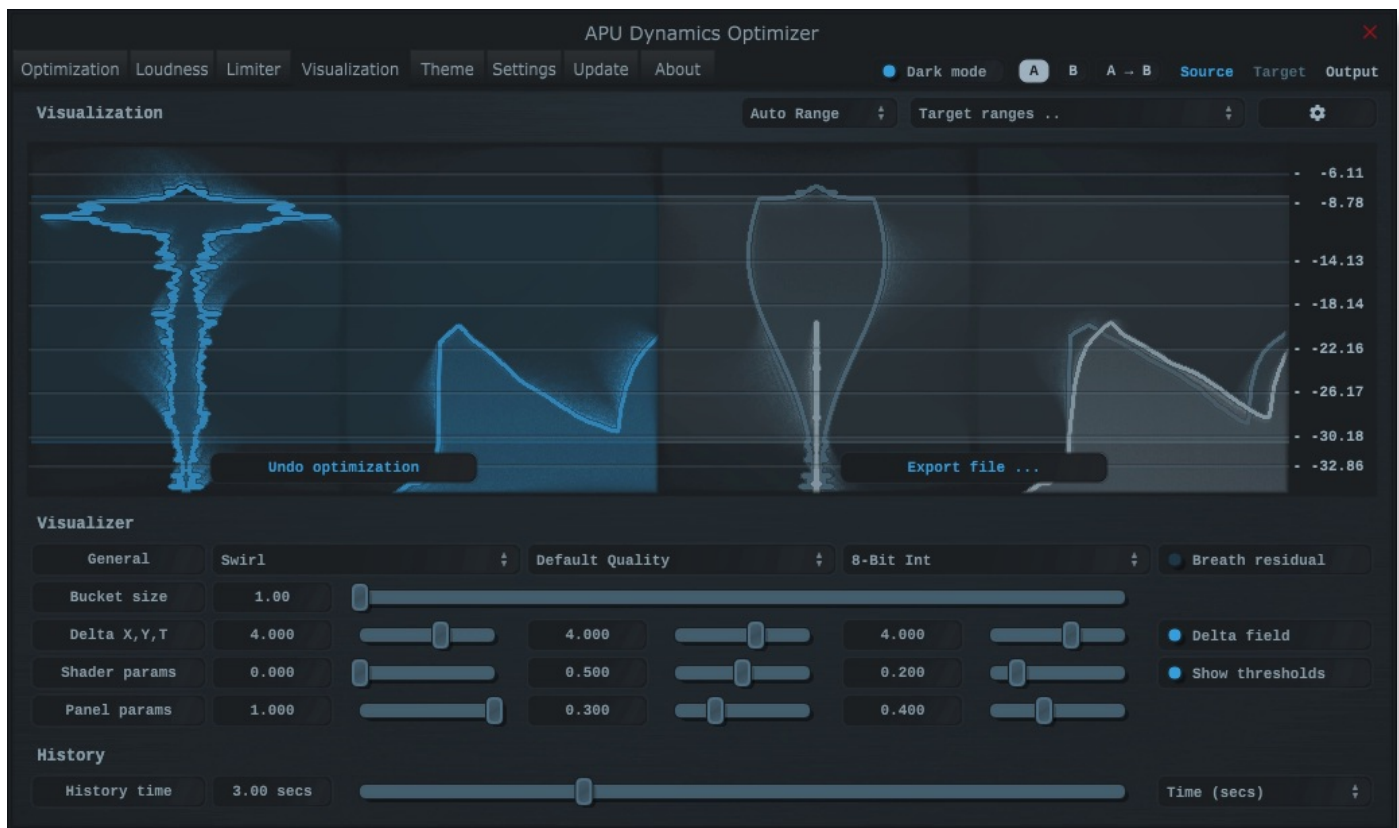 APU Dynamics Optimizer
Optimization Loudness Limiter Visualization Theme Settings Update About Dark mode A B A → B Source Target Output
Visualization Auto Range Target ranges ..
- -6.11
- -8.78
- -14.13
- -18.14
- -22.16
- -26.17
- -30.18
Undo optimization Export file ... - -32.86
Visualizer
General Swirl Default Quality 8-Bit Int Breath residual
Bucket size 1.00
Delta X,Y,T 4.000 4.000 4.000 Delta field
Shader params 0.000 0.500 0.200 Show thresholds
Panel params 1.000 0.300 0.400
History
History time 3.00 secs Time (secs)